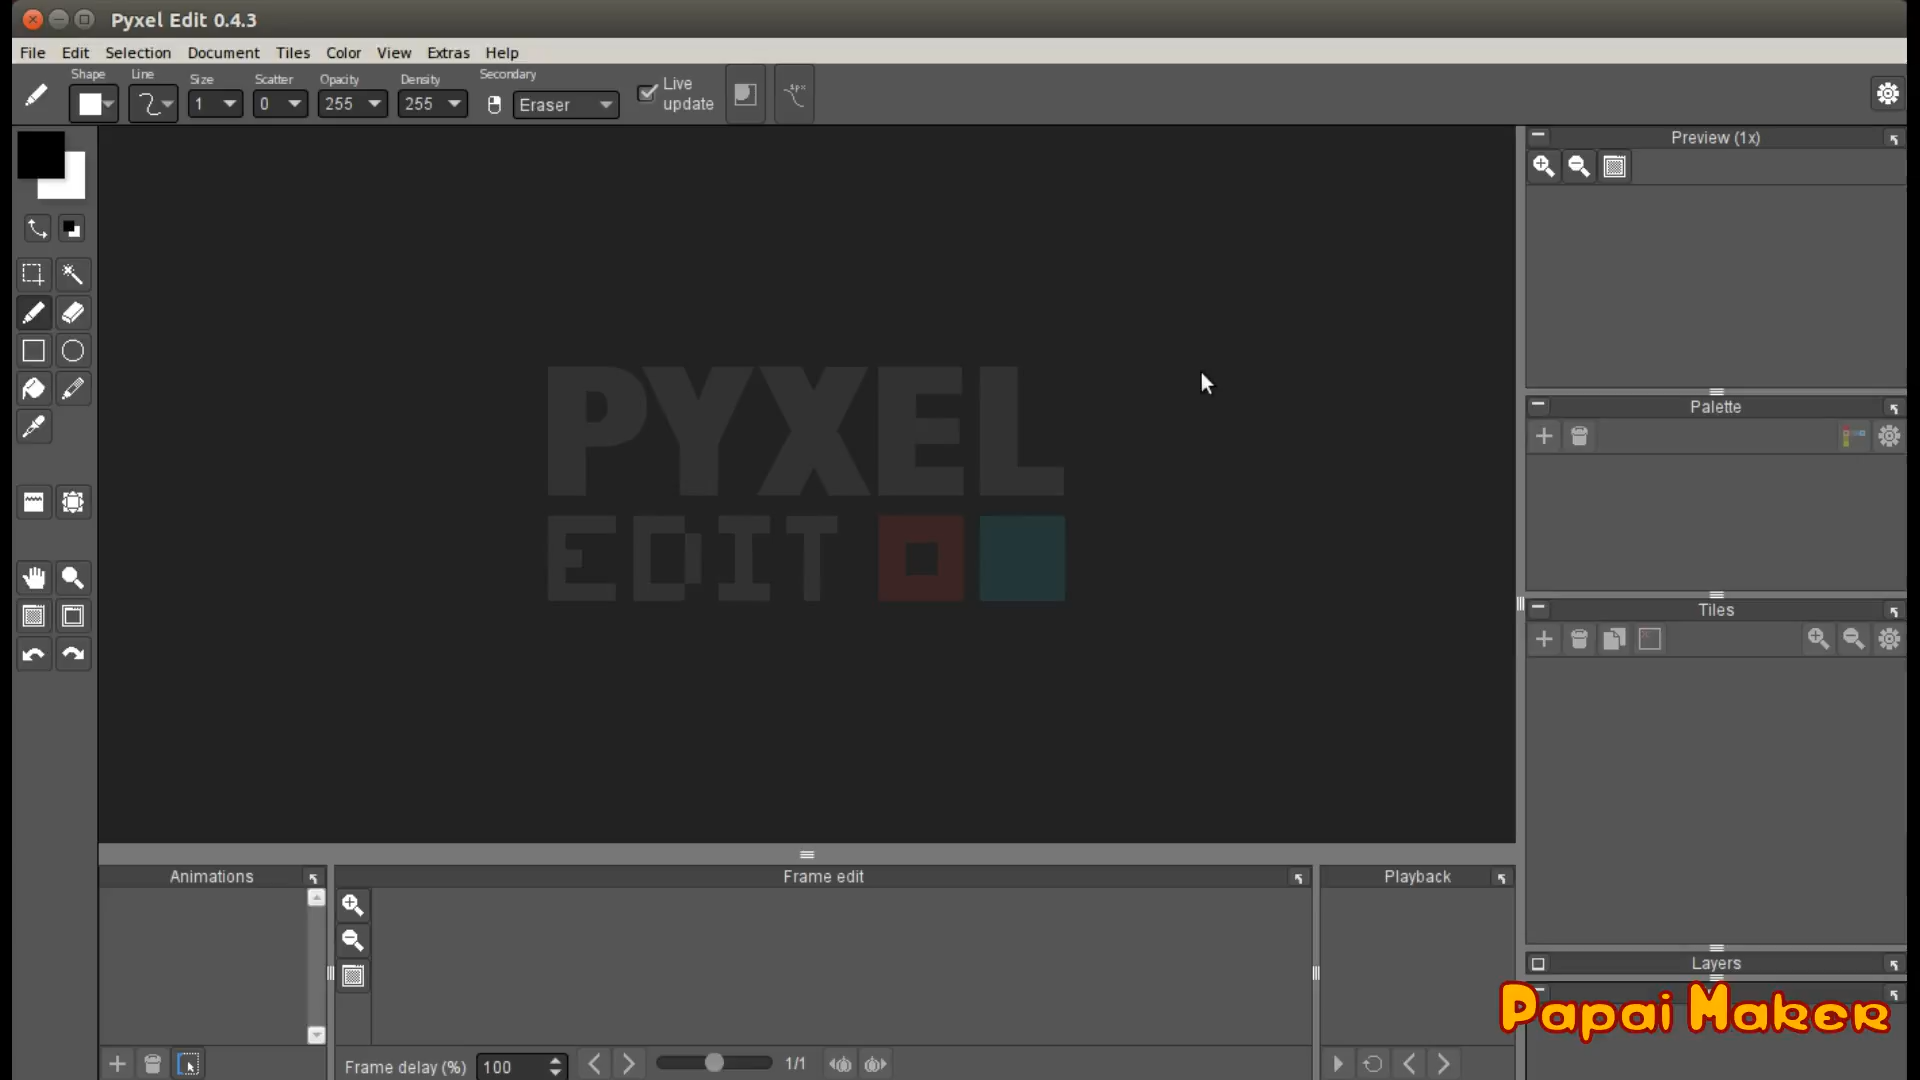 Pyxel Edit 0.4.3
File Edit Selection Document Tiles Color View Extras Help
Shape Line Size Scatter Opacity Density Secondary
1 0 255 255 Eraser Live update
1px
Preview (1x)
PYXEL
EDIT
Palette
Tiles
Animations Frame edit Playback
Layers
Papai Maker
Frame delay (%) 100 1/1